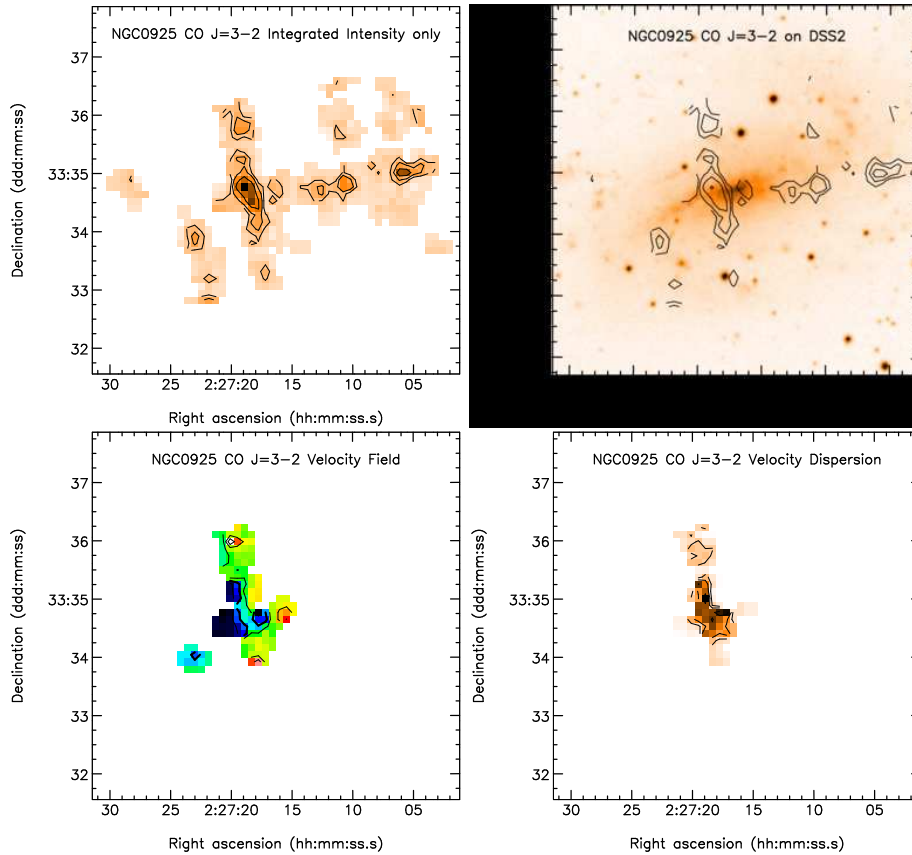 NGC0925 CO J=3-2 Integrated Intensity only
37
36
33:35
34
33
32
Declination (ddd:mm:ss)
30 25 2:27:20 15 10 05
Right ascension (hh:mm:ss.s)
NGC0925 CO J=3-2 on DSS2
NGC0925 CO J=3-2 Velocity Field
37
36
33:35
34
33
32
Declination (ddd:mm:ss)
30 25 2:27:20 15 10 05
Right ascension (hh:mm:ss.s)
NGC0925 CO J=3-2 Velocity Dispersion
37
36
33:35
34
33
32
Declination (ddd:mm:ss)
30 25 2:27:20 15 10 05
Right ascension (hh:mm:ss.s)